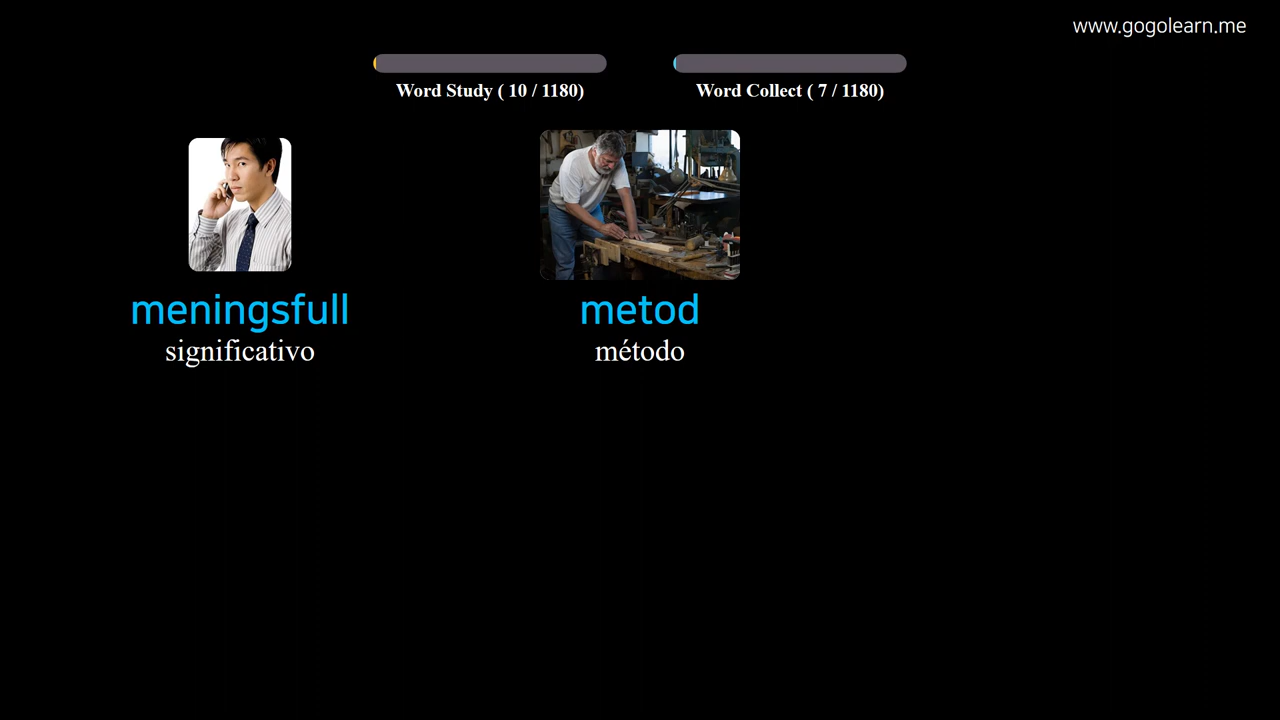 www.gogolearn.me
Word Study ( 10 / 1180)
Word Collect ( 7 / 1180)
meningsfull
significativo
metod
método